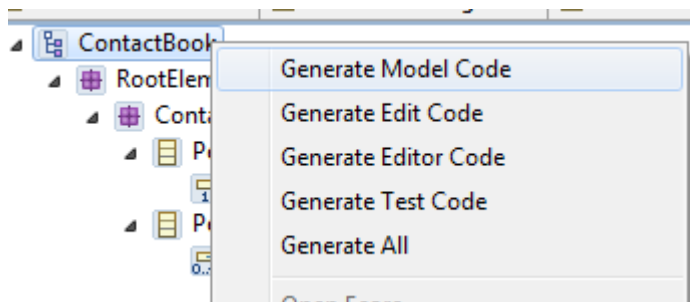 ContactBook
Generate Model Code
Generate Edit Code
Generate Editor Code
Generate Test Code
Generate All